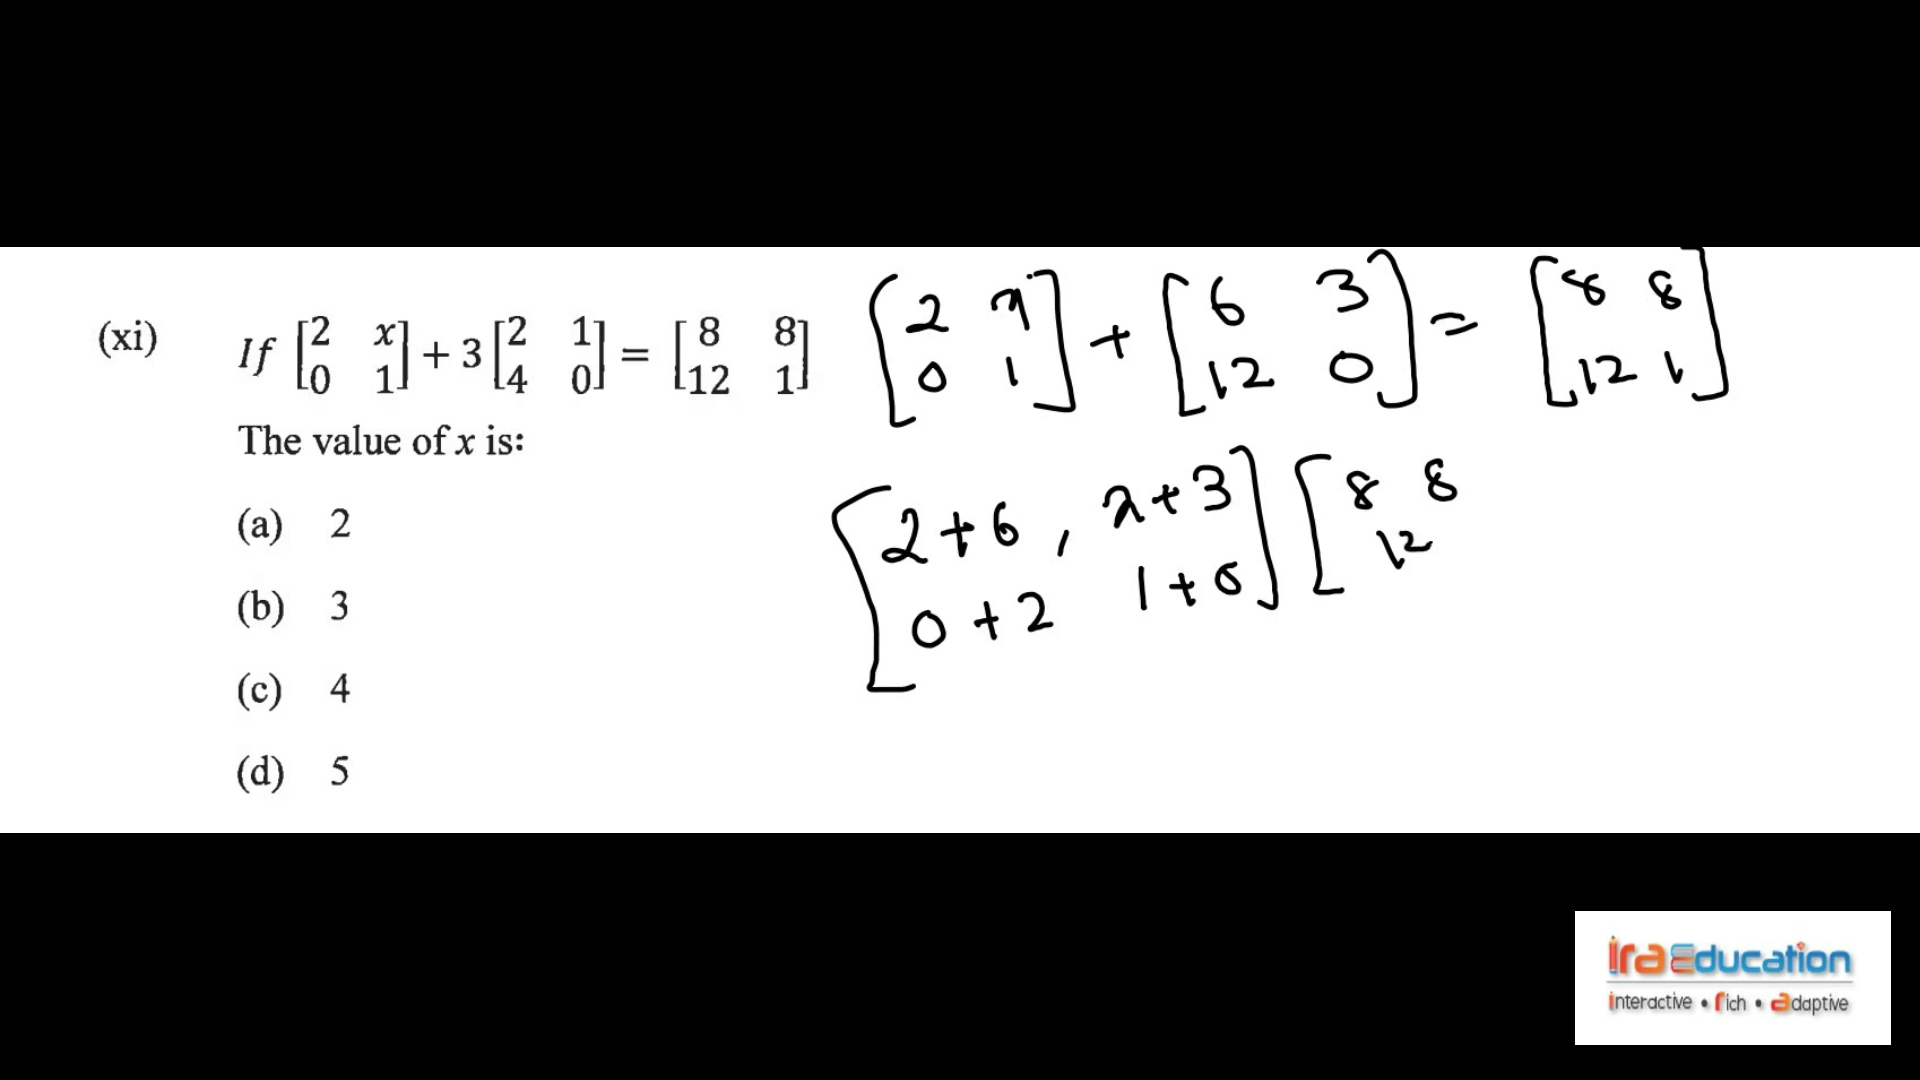 (xi) If [2 x 0 1] + 3 [2 1 4 0] = [8 8 12 1]
The value of x is:
(a) 2
(b) 3
(c) 4
(d) 5
[2 x 0 1] + [6 3 12 0] = [8 8 12 1]
[2+6, x+3 0+2 1+0] [8 8 12
Ira Education
interactive • rich • adaptive